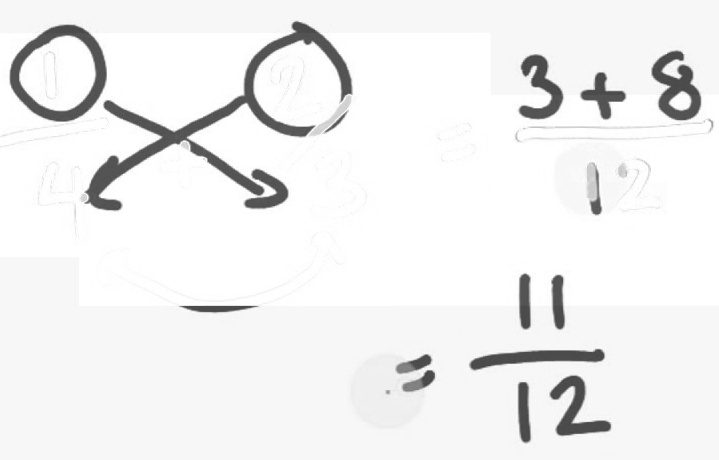 1/4 + 2/3 = (3 + 8)/12
= 11/12